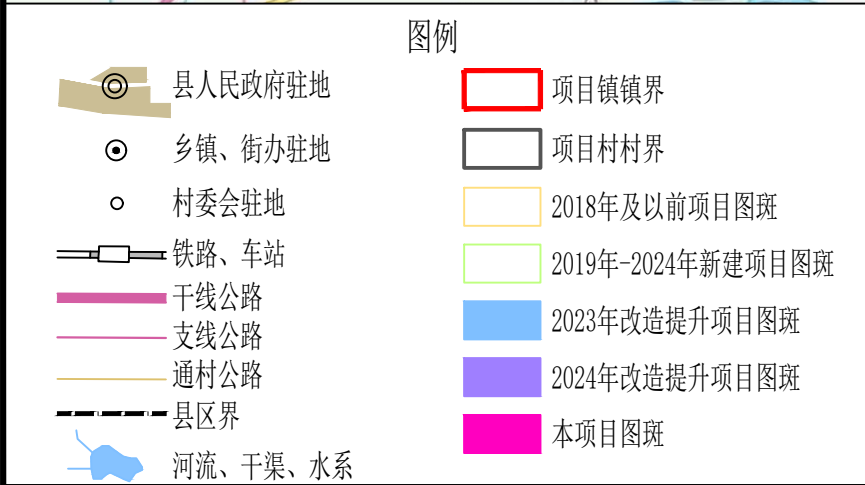 图例
县人民政府驻地
乡镇、街办驻地
村委会驻地
铁路、车站
干线公路
支线公路
通村公路
县区界
河流、干渠、水系
项目镇镇界
项目村村界
2018年及以前项目图斑
2019年-2024年新建项目图斑
2023年改造提升项目图斑
2024年改造提升项目图斑
本项目图斑